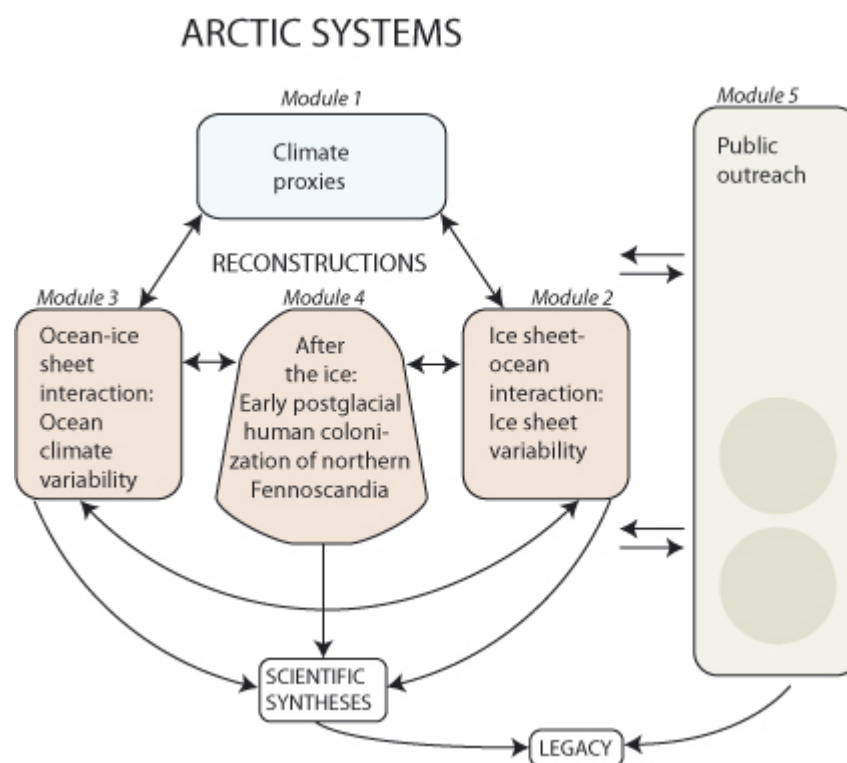 ARCTIC SYSTEMS
Module 1
Climate
proxies
Module 5
Public
outreach
RECONSTRUCTIONS
Module 3
Ocean-ice
sheet
interaction:
Ocean
climate
variability
Module 4
After
the ice:
Early postglacial
human coloni-
zation of northern
Fennoscandia
Module 2
Ice sheet-
ocean
interaction:
Ice sheet
variability
SCIENTIFIC
SYNTHESES
LEGACY